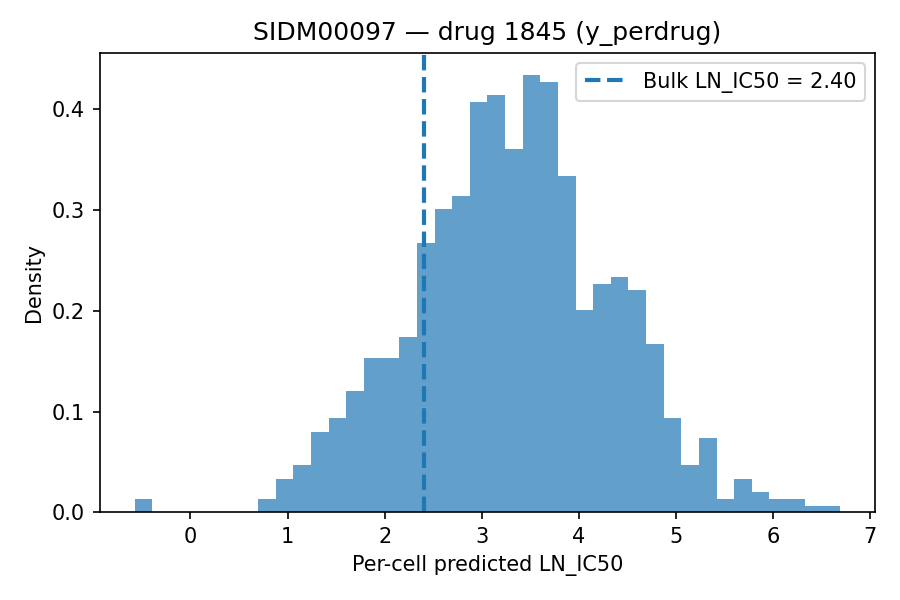 SIDM00097 — drug 1845 (y_perdrug)
Bulk LN_IC50 = 2.40
Density
0.4
0.3
0.2
0.1
0.0
0 1 2 3 4 5 6 7
Per-cell predicted LN_IC50